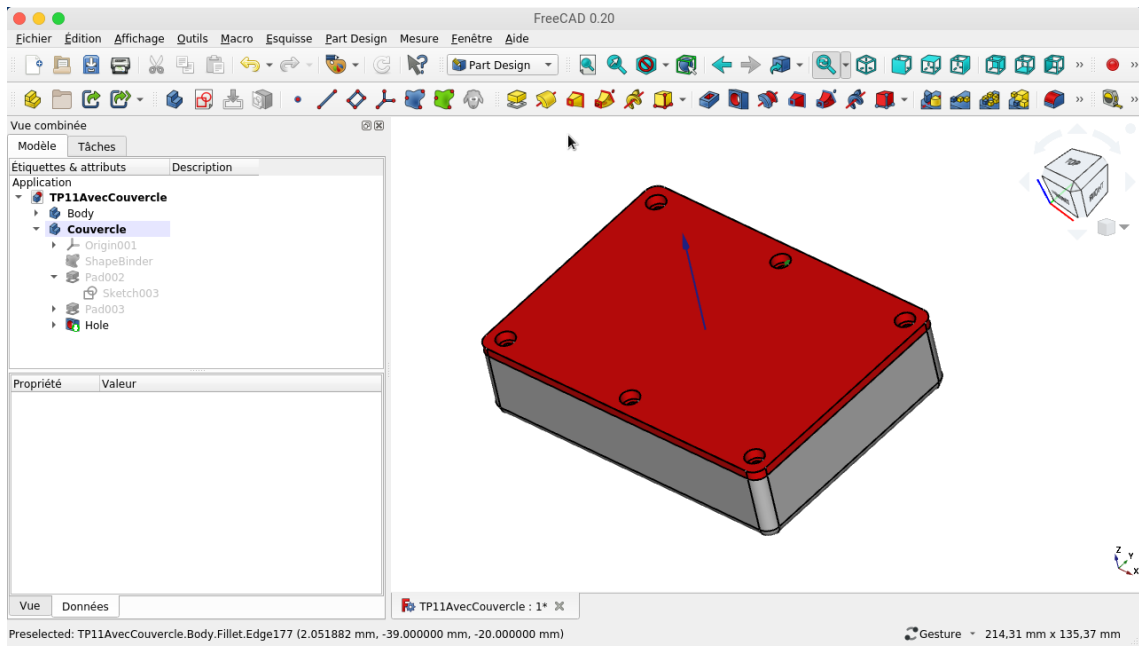 FreeCAD 0.20
Fichier Édition Affichage Outils Macro Esquisse Part Design Mesure Fenêtre Aide
Part Design
»
»
»
»
Vue combinée
Modèle Tâches
Étiquettes & attributs Description
Application
TP11AvecCouvercle
Body
Couvercle
Origin001
ShapeBinder
Pad002
Sketch003
Pad003
Hole
Propriété Valeur
TOP
RIGHT
Z
Y
X
Vue Données
TP11AvecCouvercle : 1*
Preselected: TP11AvecCouvercle.Body.Fillet.Edge177 (2.051882 mm, -39.000000 mm, -20.000000 mm)
Gesture 214,31 mm x 135,37 mm